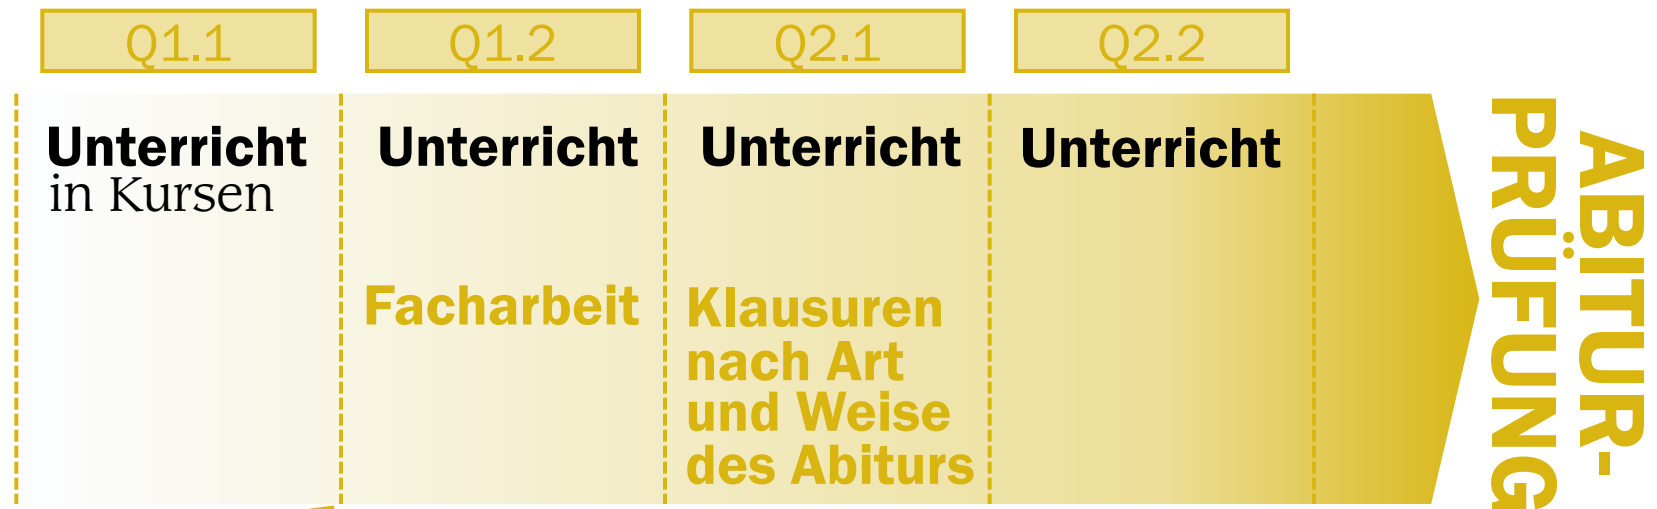 Q1.1
Q1.2
Q2.1
Q2.2
Unterricht
in Kursen
Unterricht
Facharbeit
Unterricht
Klausuren
nach Art
und Weise
des Abiturs
Unterricht
ABITUR-
PRÜFUNG